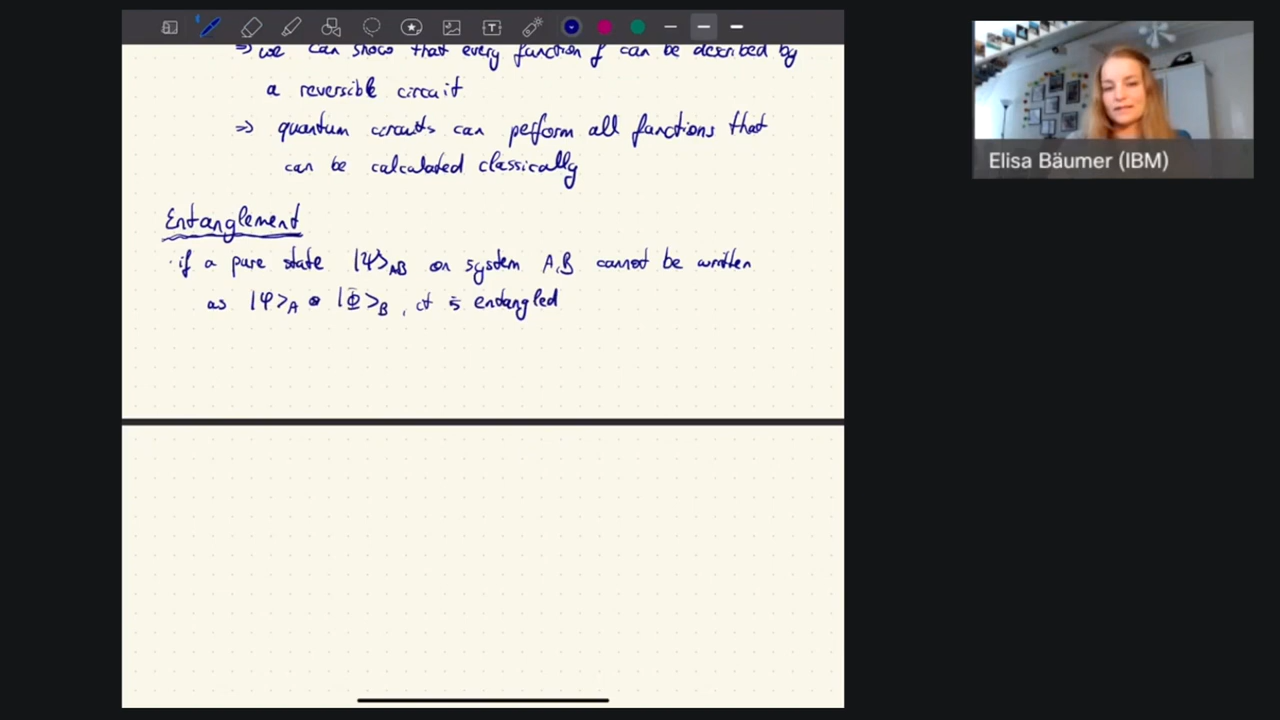 ⇒ we can show that every function f can be described by
a reversible circuit
⇒ quantum circuits can perform all functions that
can be calculated classically
Entanglement
· if a pure state |Ψ>AB on system A,B cannot be written
as |φ>A ⊗ |Φ>B , it is entangled
Elisa Bäumer (IBM)